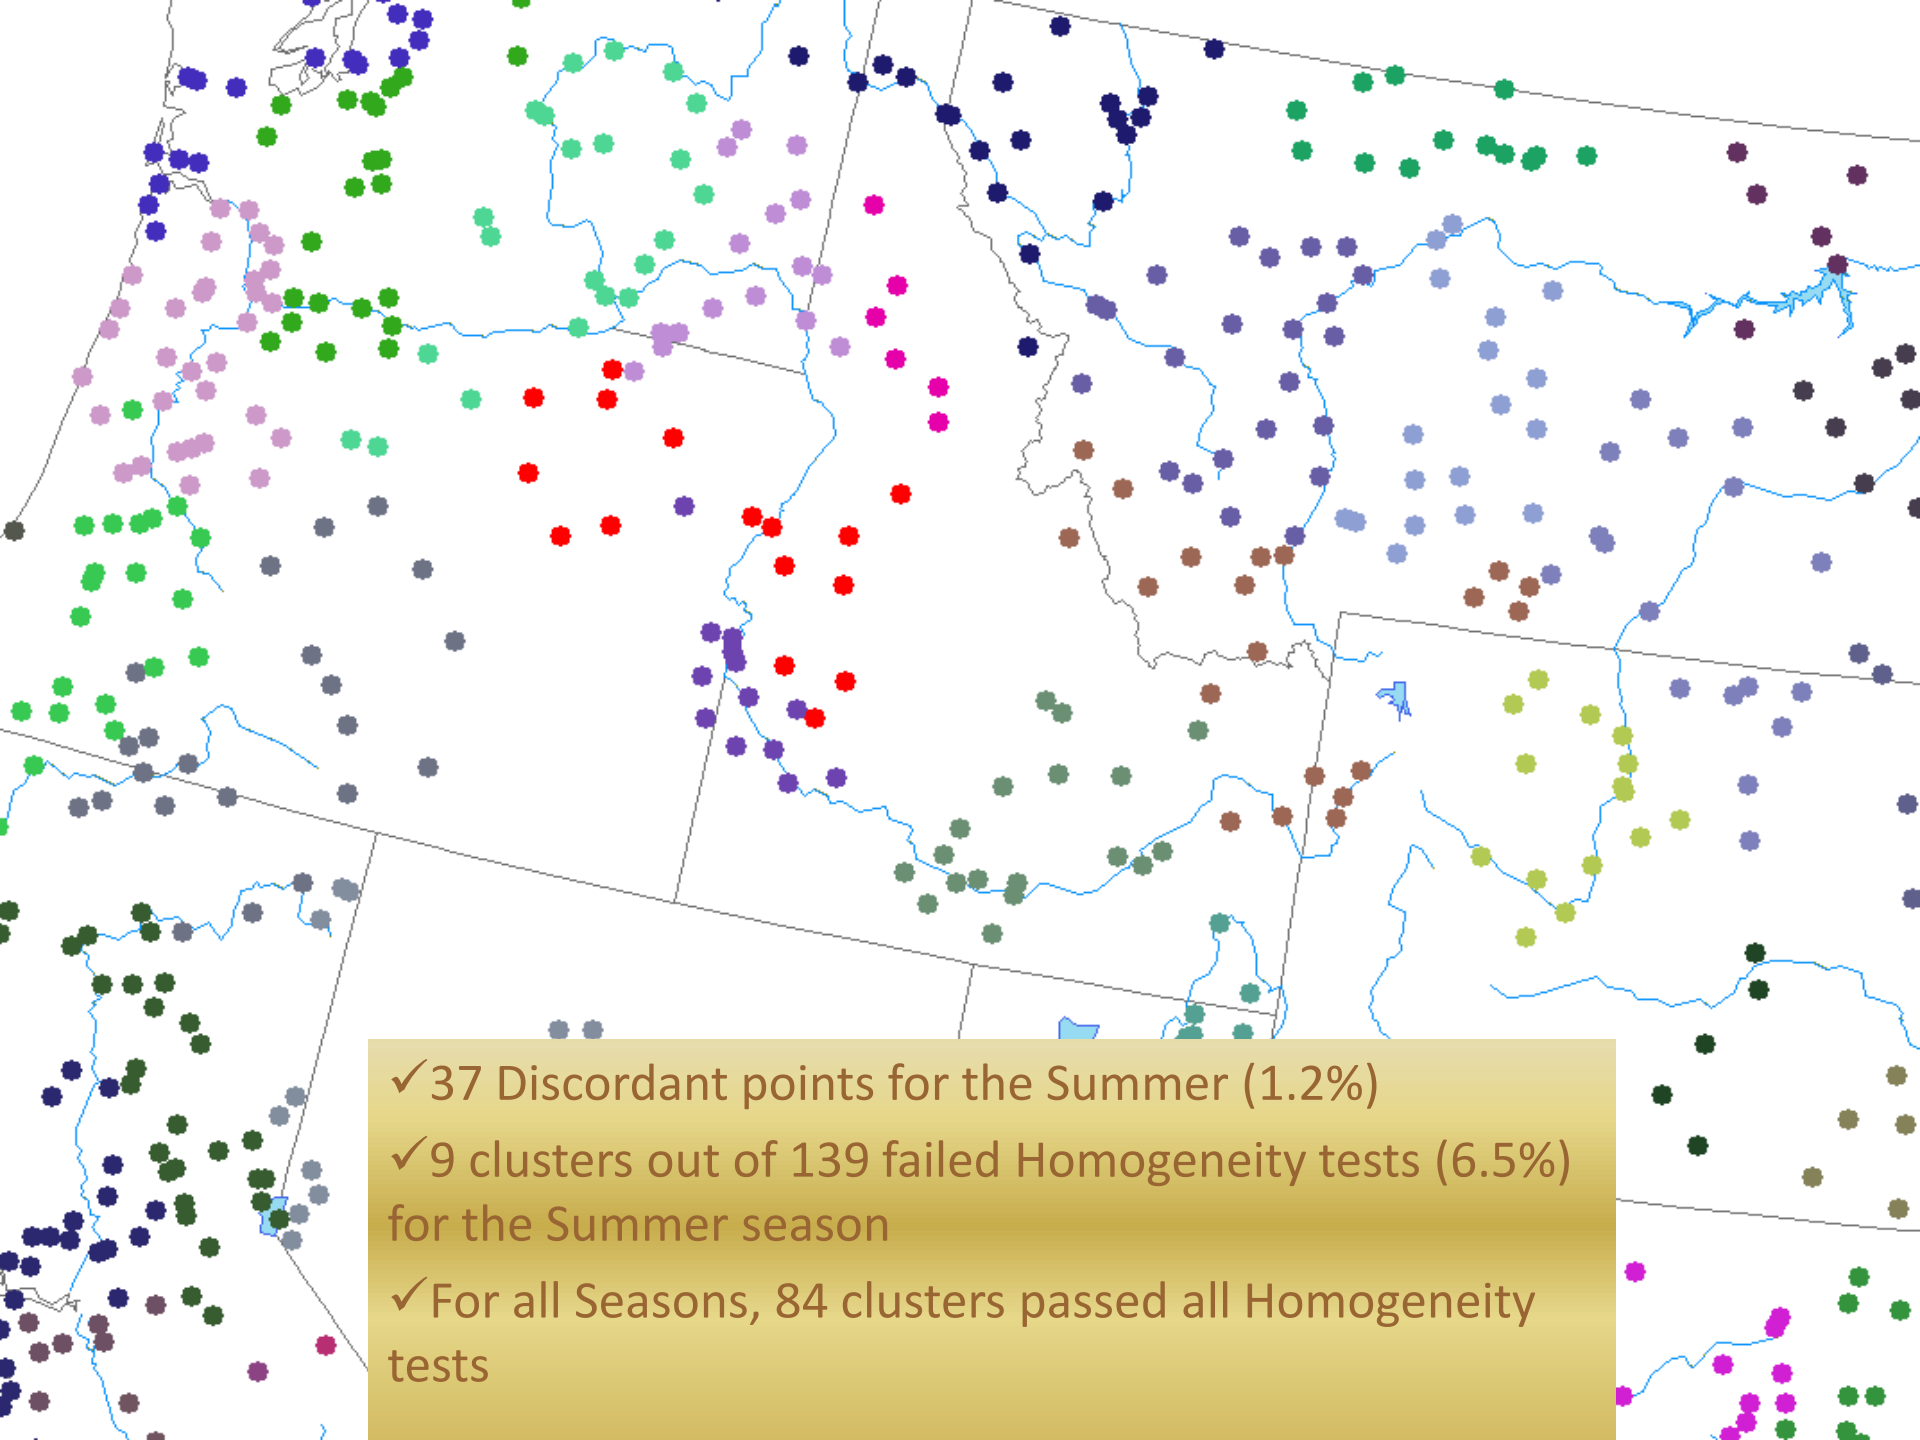 ✓37 Discordant points for the Summer (1.2%)
✓9 clusters out of 139 failed Homogeneity tests (6.5%)
for the Summer season
✓For all Seasons, 84 clusters passed all Homogeneity
tests